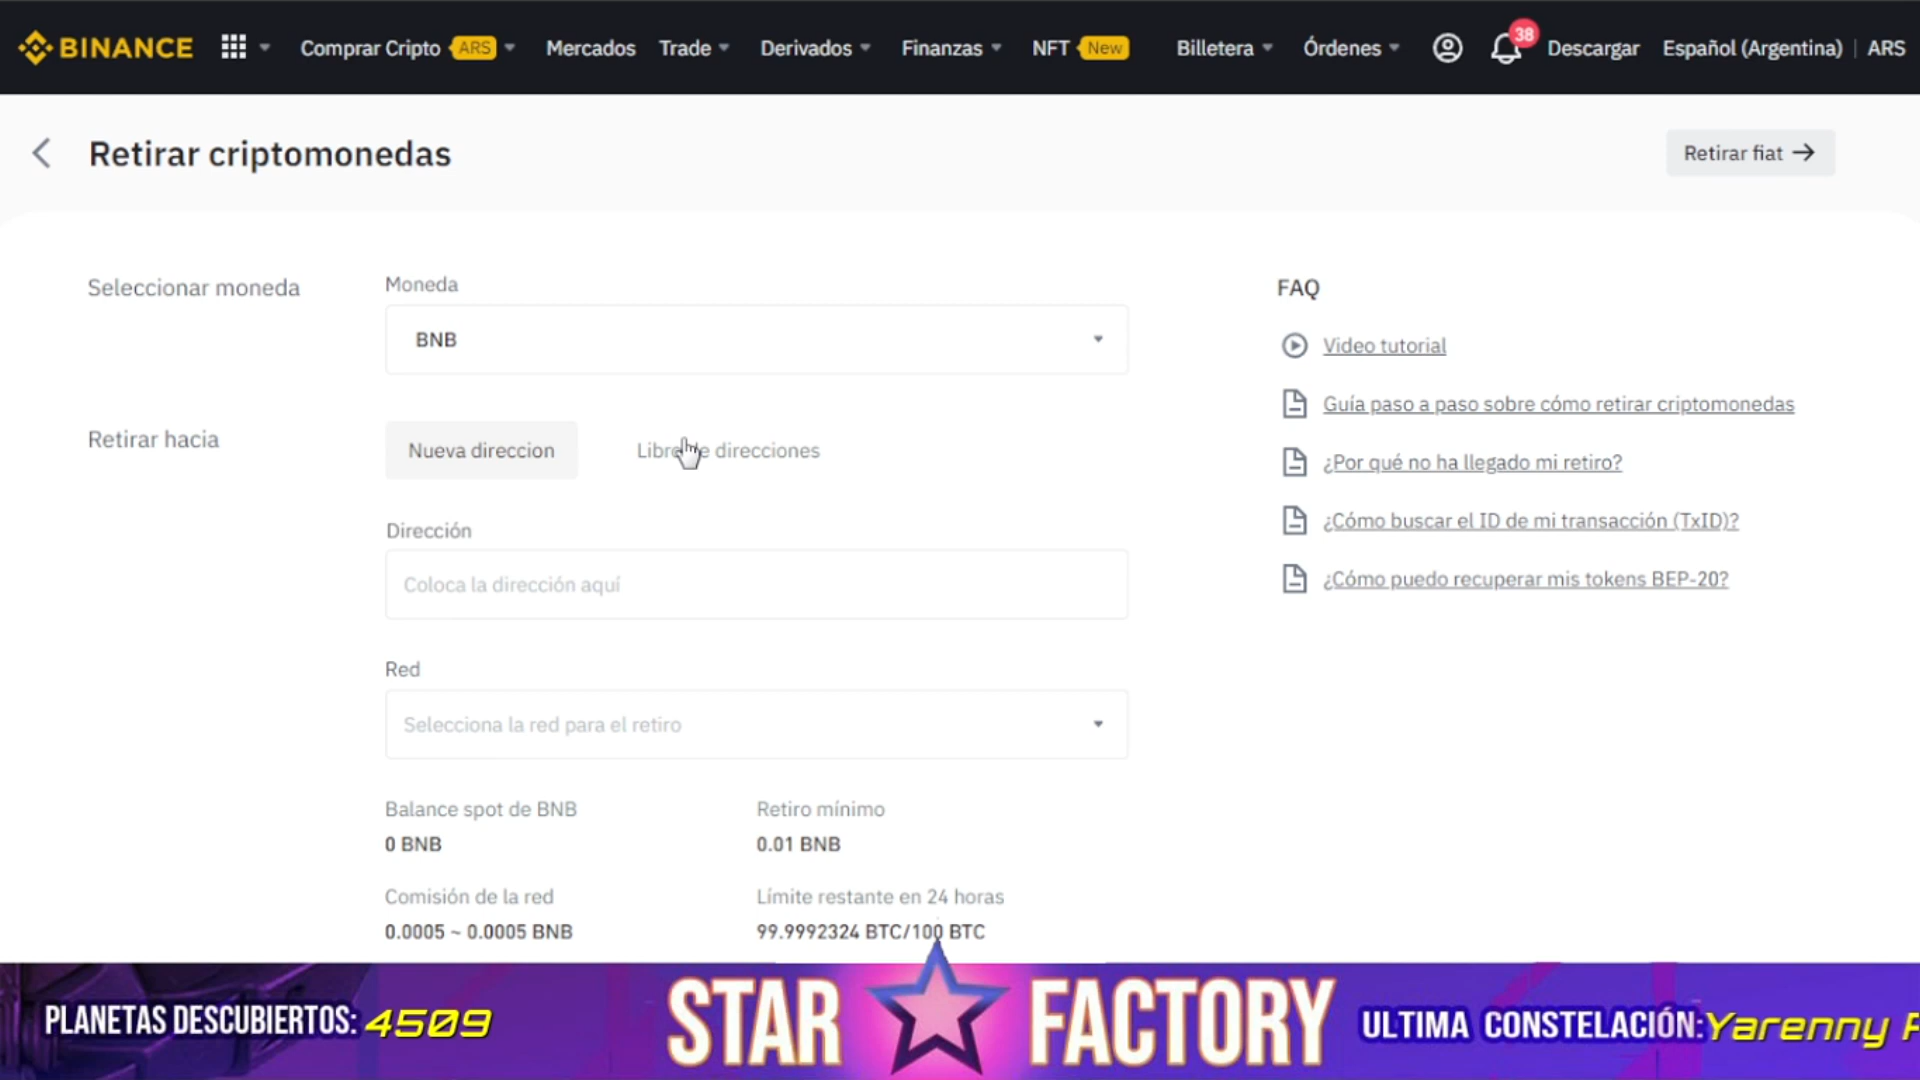 BINANCE Comprar Cripto ARS Mercados Trade Derivados Finanzas NFT New Billetera Órdenes 38 Descargar Español (Argentina) | ARS
Retirar criptomonedas
Retirar fiat →
Seleccionar moneda
Moneda
BNB
Retirar hacia
Nueva direccion
direcciones
Dirección
Coloca la dirección aquí
Red
Selecciona la red para el retiro
Balance spot de BNB
0 BNB
Retiro mínimo
0.01 BNB
Comisión de la red
0.0005 ~ 0.0005 BNB
Límite restante en 24 horas
99.9992324 BTC/100 BTC
FAQ
Video tutorial
Guía paso a paso sobre cómo retirar criptomonedas
¿Por qué no ha llegado mi retiro?
¿Cómo buscar el ID de mi transacción (TxID)?
¿Cómo puedo recuperar mis tokens BEP-20?
PLANETAS DESCUBIERTOS: 4509
STAR FACTORY
ULTIMA CONSTELACIÓN: Yarenny